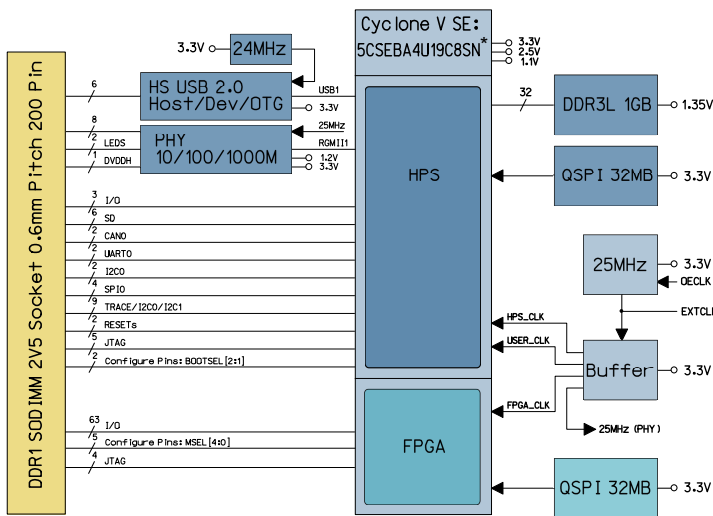 DDR1 SODIMM 2V5 Socket 0.6mm Pitch 200 Pin
3.3V
24MHz
HS USB 2.0
Host/Dev/OTG
6
USB1
3.3V
PHY
10/100/1000M
8
2
LEDS
1
DVDDH
25MHz
RGMII1
1.2V
3.3V
3
I/O
6
SD
2
CAN0
2
UART0
2
I2C0
4
SPI0
9
TRACE/I2C0/I2C1
2
RESETs
5
JTAG
2
Configure Pins: BOOTSEL[2:1]
63
I/O
5
Configure Pins: MSEL[4:0]
4
JTAG
Cyclone V SE:
5CSEBA4U19C8SN*
3.3V
2.5V
1.1V
HPS
FPGA
32
DDR3L 1GB
1.35V
QSPI 32MB
3.3V
25MHz
3.3V
OECLK
EXTCL
HPS_CLK
USER_CLK
FPGA_CLK
Buffer
3.3V
25MHz (PHY)
QSPI 32MB
3.3V